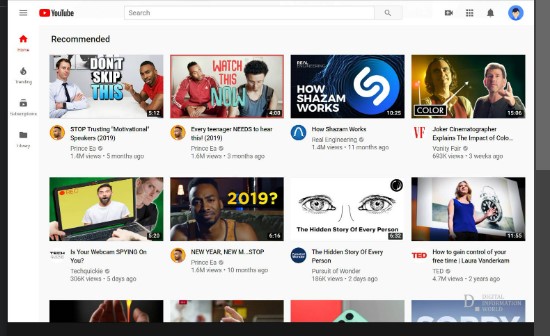 YouTube
Search
Home
Trending
Subscriptions
Library
Recommended
DON'T
SKIP
THIS
5:12
WATCH
THIS
NOW
4:03
REAL
ENGINEERING
HOW
SHAZAM
WORKS
10:25
COLOR
15:06
STOP Trusting "Motivational"
Speakers (2019)
Prince Ea
1.4M views • 5 months ago
Every teenager NEEDS to hear
this! (2019)
Prince Ea
1.6M views • 3 months ago
How Shazam Works
Real Engineering
1.4M views • 11 months ago
VF
Joker Cinematographer
Explains The Impact of Colo...
Vanity Fair
693K views • 3 weeks ago
2019?
6:16
The Hidden Story Of Every Person
6:32
11:55
Is Your Webcam SPYING On
You?
Techquickie
306K views • 5 days ago
NEW YEAR, NEW M...STOP
Prince Ea
1.6M views • 10 months ago
The Hidden Story Of Every
Person
Pursuit of Wonder
186K views • 2 days ago
TED
How to gain control of your
free time | Laura Vanderkam
TED
4.7M views • 2 years ago
DIGITAL
INFORMATION
WORLD